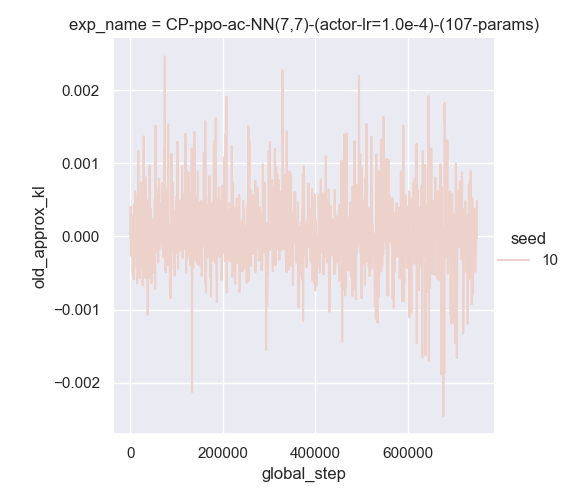 exp_name = CP-ppo-ac-NN(7,7)-(actor-lr=1.0e-4)-(107-params)
0.002
0.001
0.000
−0.001
−0.002
old_approx_kl
seed
10
0
200000
400000
600000
global_step